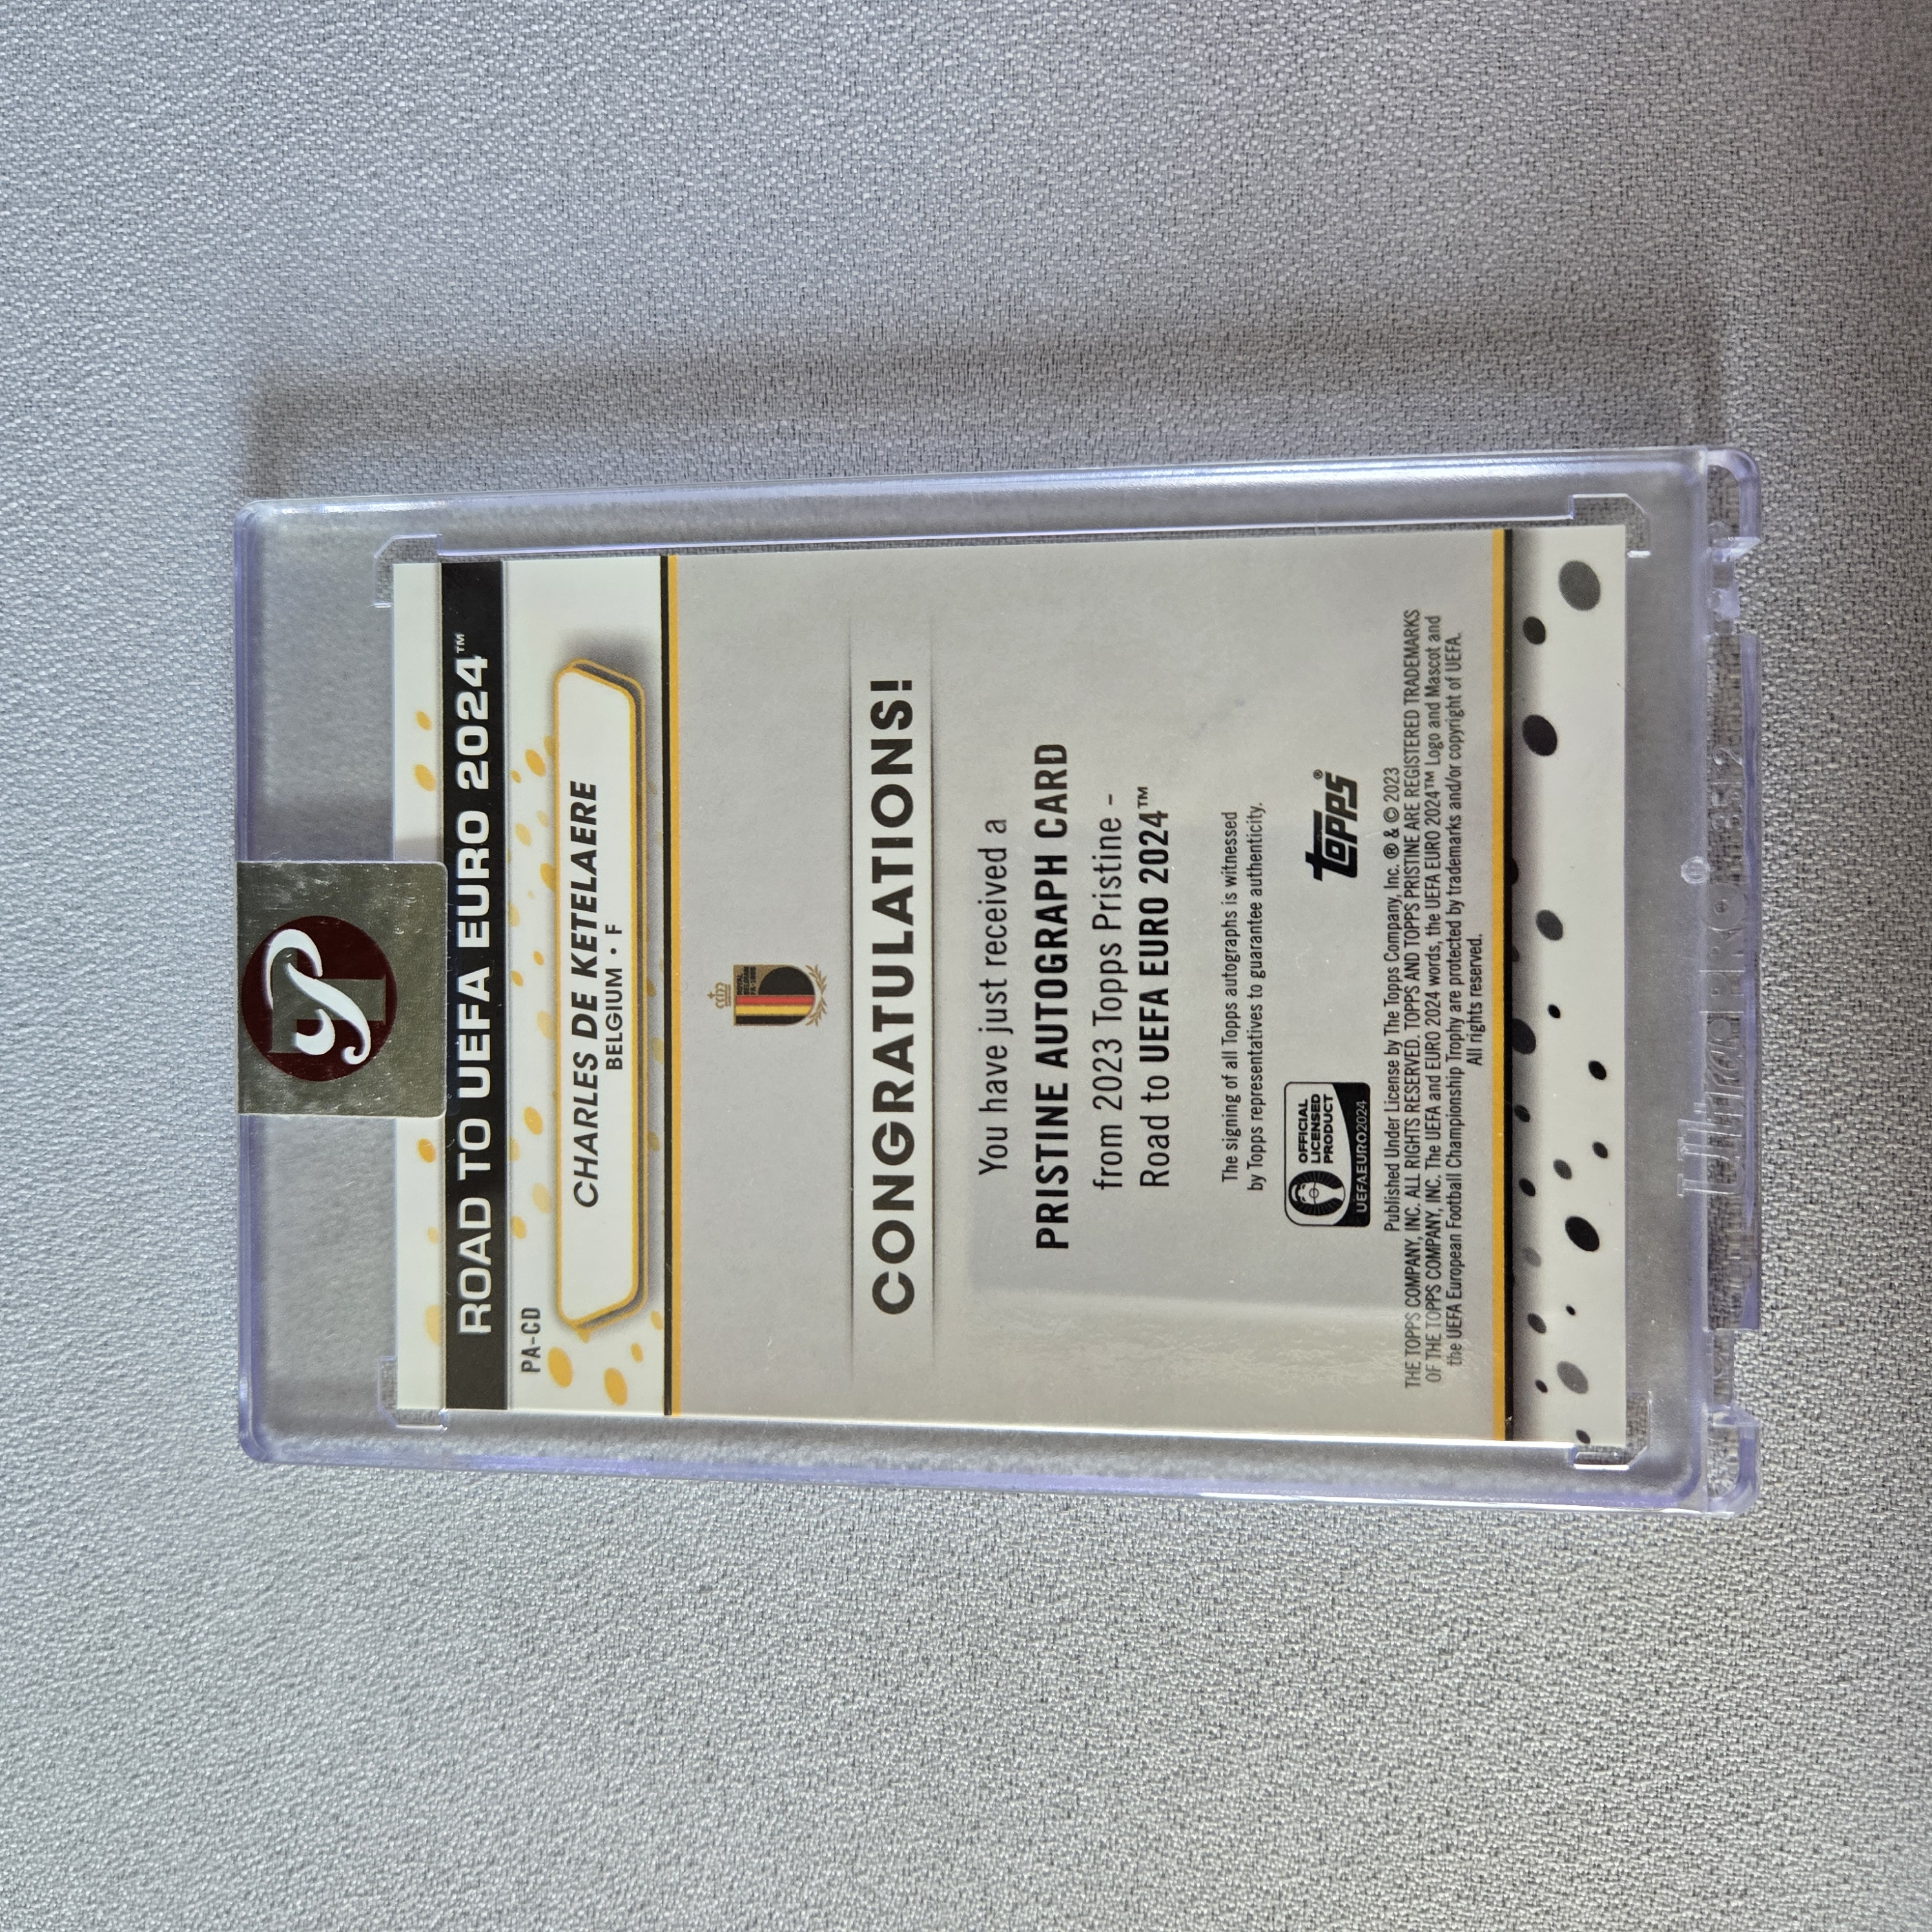 ROAD TO UEFA EURO 2024™
PA-CD
CHARLES DE KETELAERE
BELGIUM • F
CONGRATULATIONS!
You have just received a
PRISTINE AUTOGRAPH CARD
from 2023 Topps Pristine -
Road to UEFA EURO 2024™
The signing of all Topps autographs is witnessed
by Topps representatives to guarantee authenticity.
OFFICIAL
LICENSED
PRODUCT
UEFAEURO2024
topps®
Published Under License by The Topps Company, Inc. ® & © 2023
THE TOPPS COMPANY, INC. ALL RIGHTS RESERVED. TOPPS AND TOPPS PRISTINE ARE REGISTERED TRADEMARKS
OF THE TOPPS COMPANY, INC. The UEFA and EURO 2024 words, the UEFA EURO 2024™ Logo and Mascot and
the UEFA European Football Championship Trophy are protected by trademarks and/or copyright of UEFA.
All rights reserved.
Ultra PRO